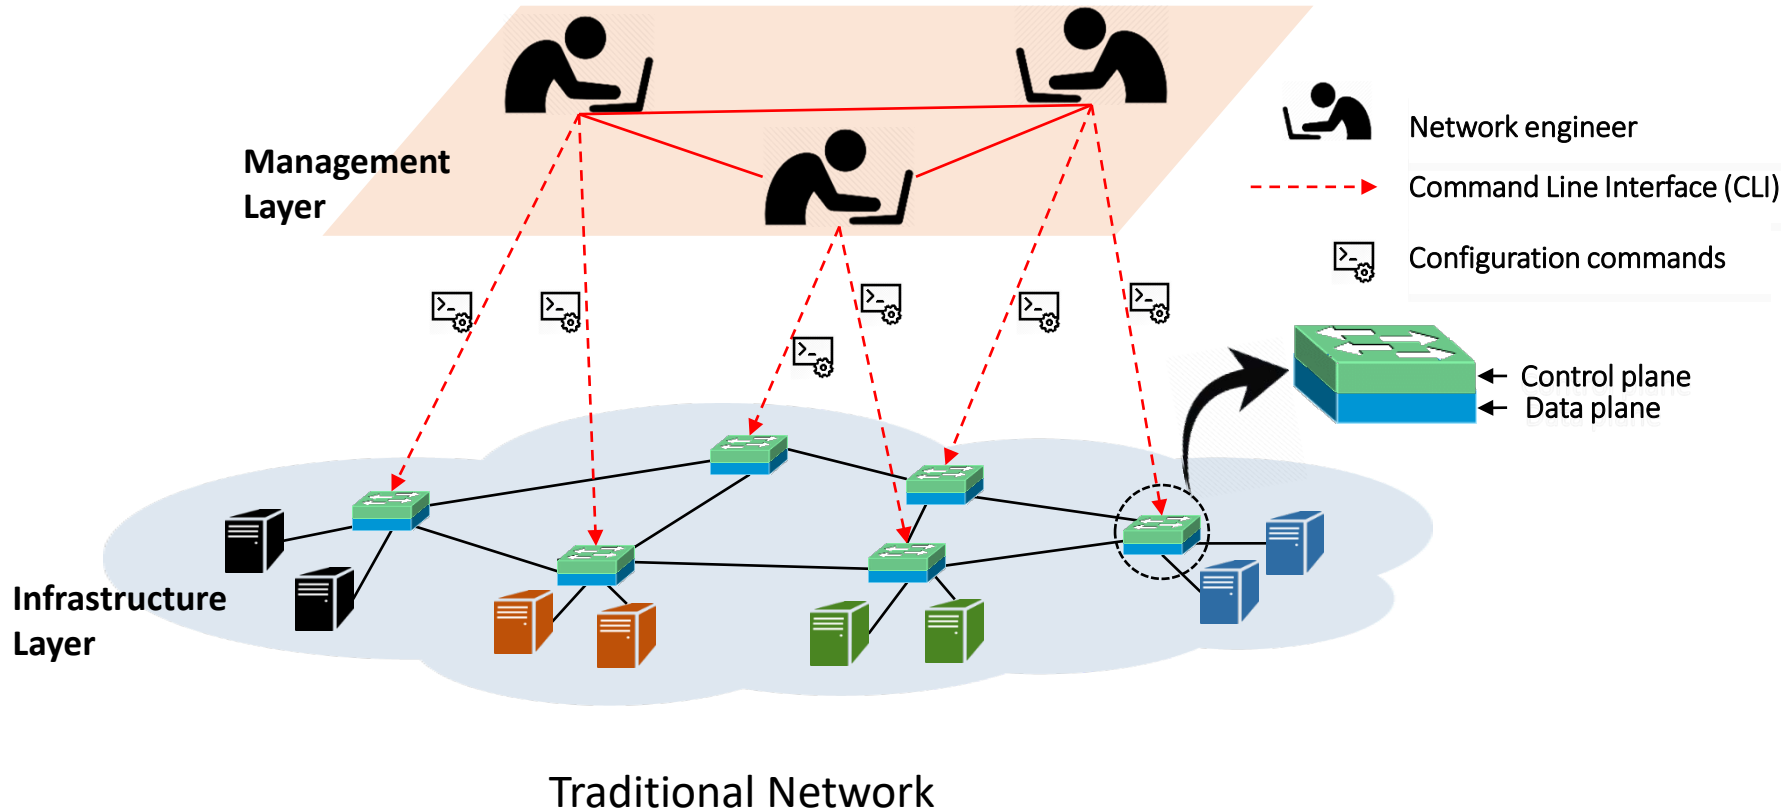 Management
Layer
Network engineer
Command Line Interface (CLI)
Configuration commands
Control plane
Data plane
Infrastructure
Layer
Traditional Network